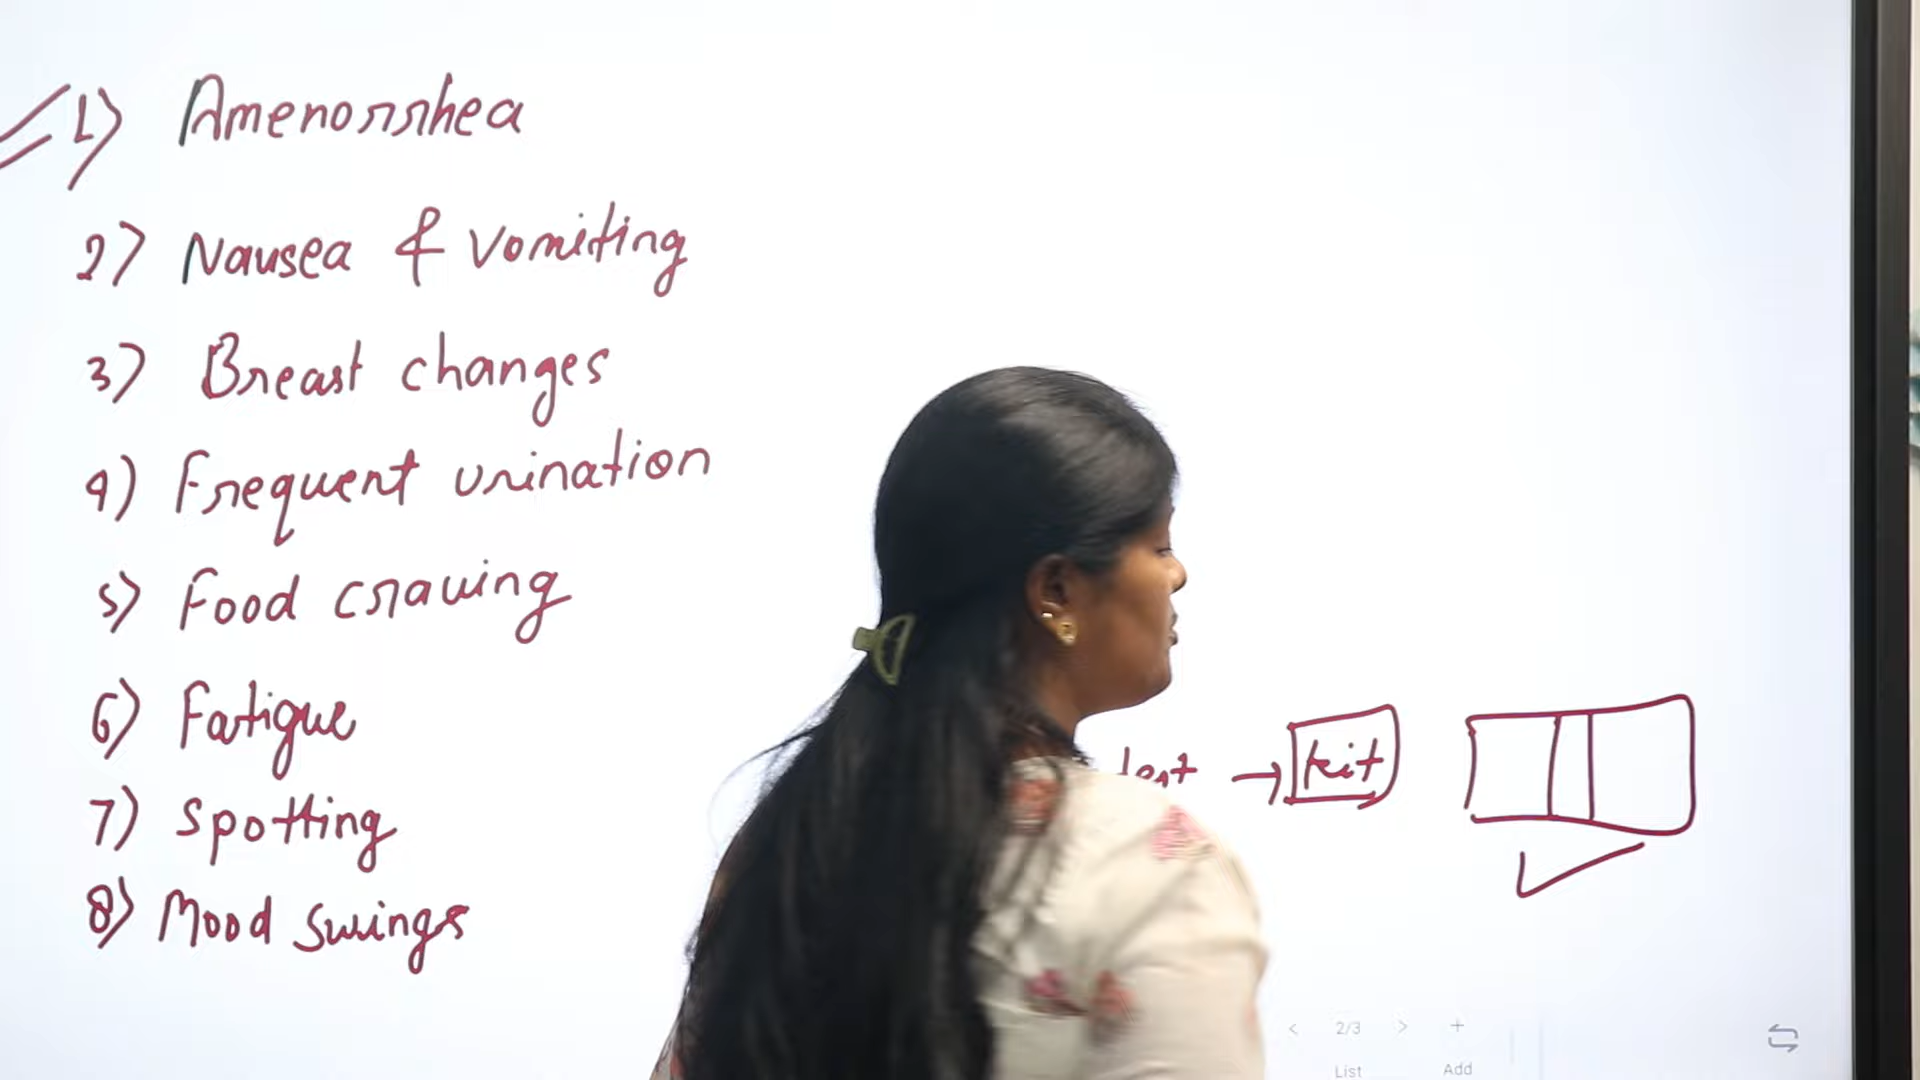 1) Amenorrhea
2) Nausea & Vomiting
3) Breast changes
4) Frequent urination
5) Food craving
6) Fatigue
7) Spotting
8) Mood swings
test → kit
< 2/3 > +
List Add